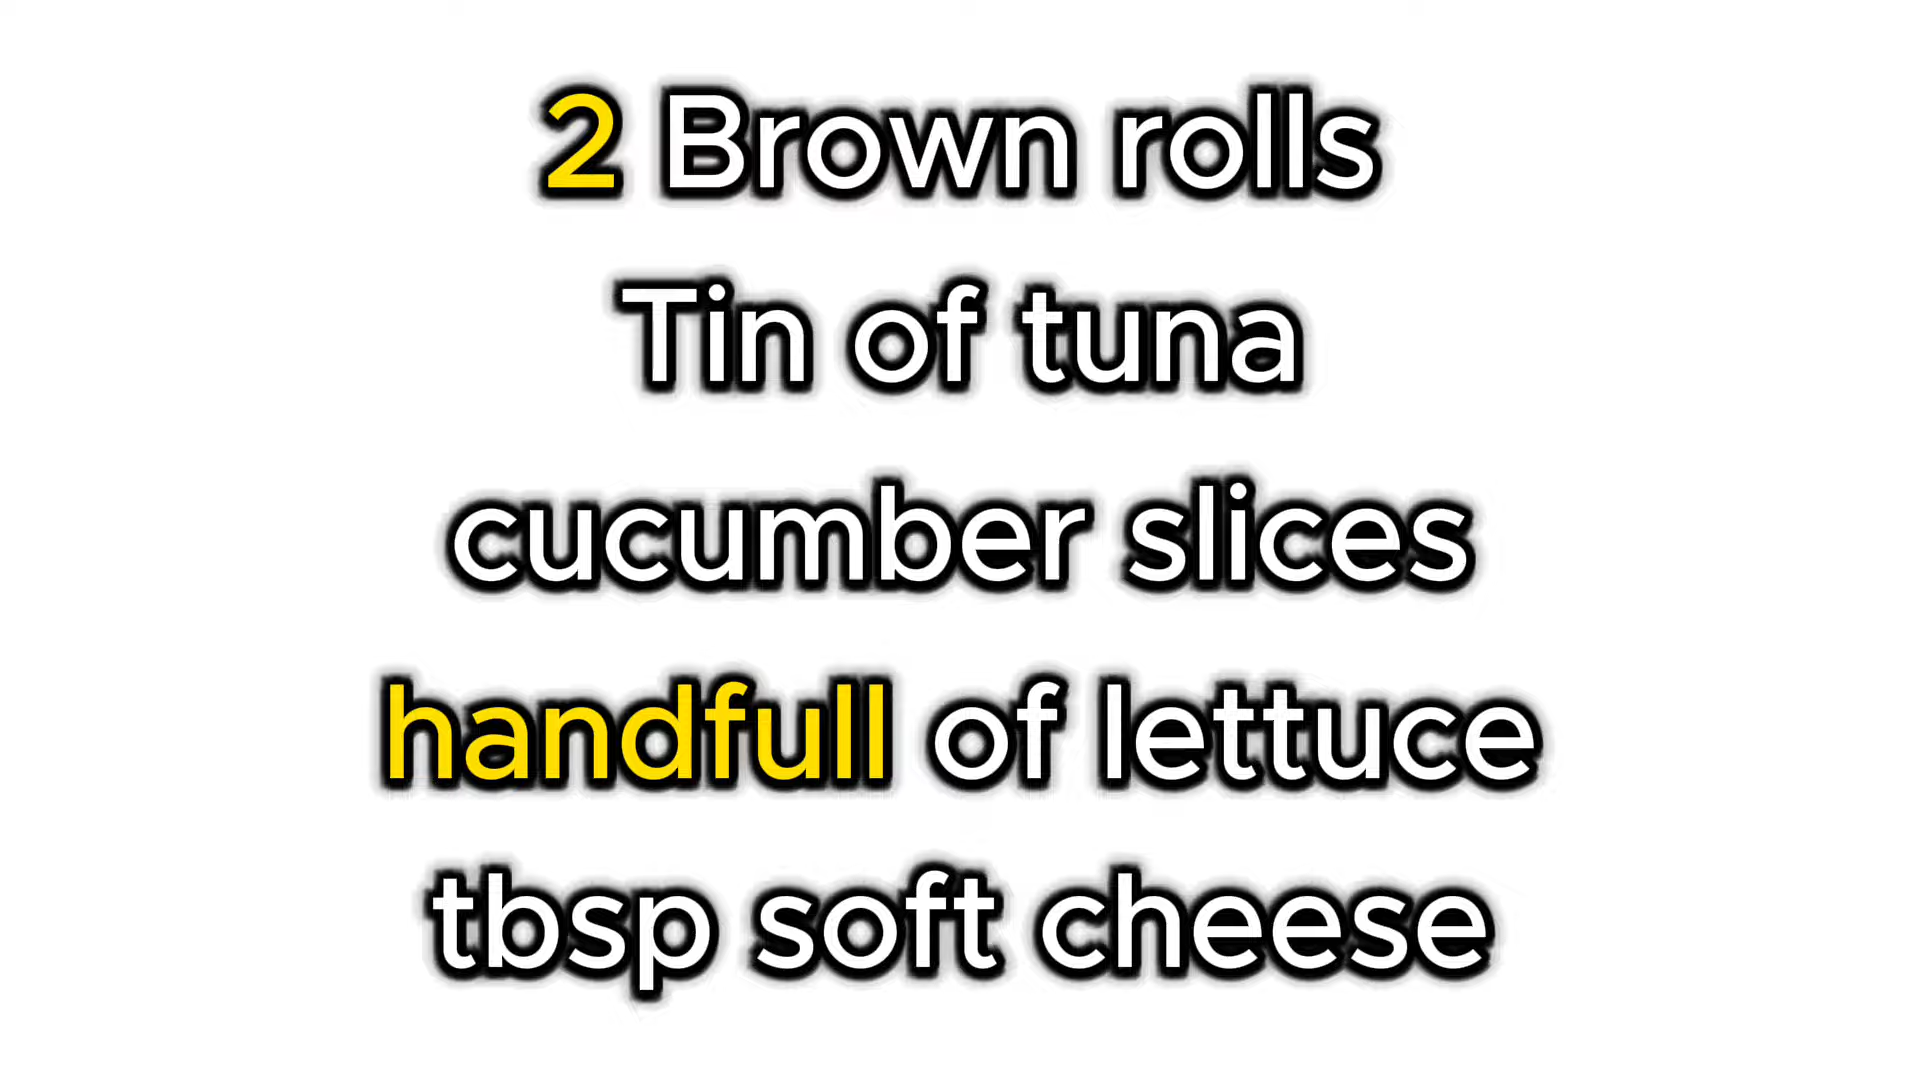 2 Brown rolls
Tin of tuna
cucumber slices
handfull of lettuce
tbsp soft cheese